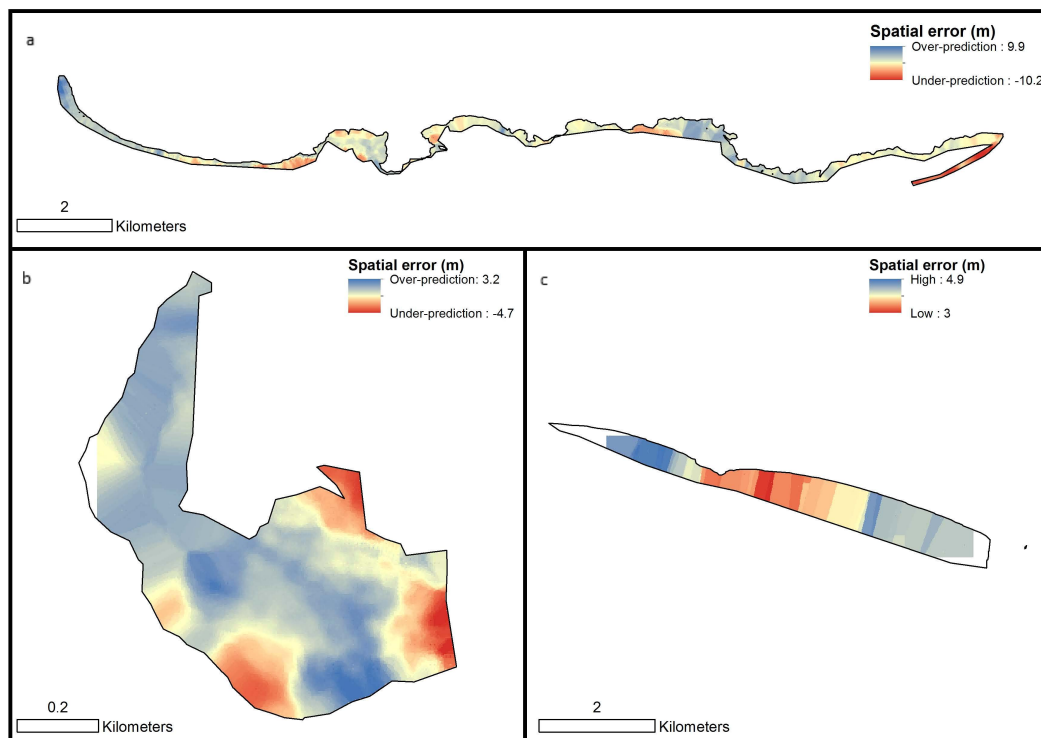 a
Spatial error (m)
Over-prediction : 9.9
Under-prediction : -10.2
2
Kilometers
b
Spatial error (m)
Over-prediction: 3.2
Under-prediction : -4.7
0.2
Kilometers
c
Spatial error (m)
High : 4.9
Low : 3
2
Kilometers